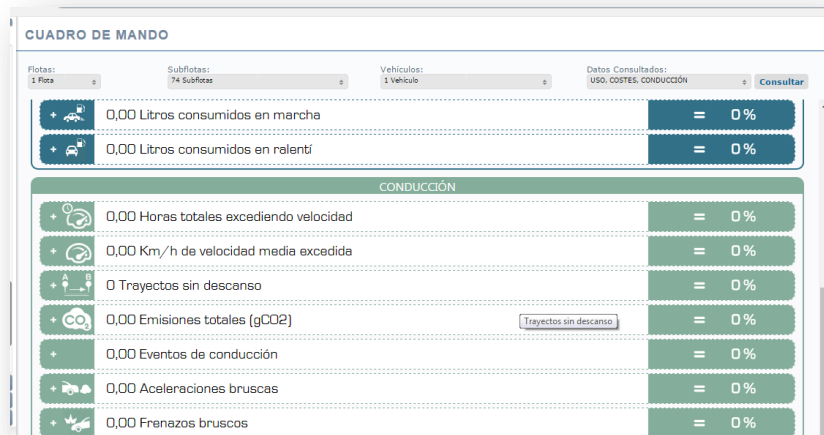 CUADRO DE MANDO
Flotas: Subflotas: Vehículos: Datos Consultados:
1 Flota 74 Subflotas 1 Vehículo USO, COSTES, CONDUCCIÓN Consultar
+ 0,00 Litros consumidos en marcha = 0%
+ 0,00 Litros consumidos en ralentí = 0%
CONDUCCIÓN
+ 0,00 Horas totales excediendo velocidad = 0%
+ 0,00 Km/h de velocidad media excedida = 0%
+ A B 0 Trayectos sin descanso = 0%
+ CO2 0,00 Emisiones totales (gCO2) Trayectos sin descanso = 0%
+ 0,00 Eventos de conducción = 0%
+ 0,00 Aceleraciones bruscas = 0%
+ 0,00 Frenazos bruscos = 0%